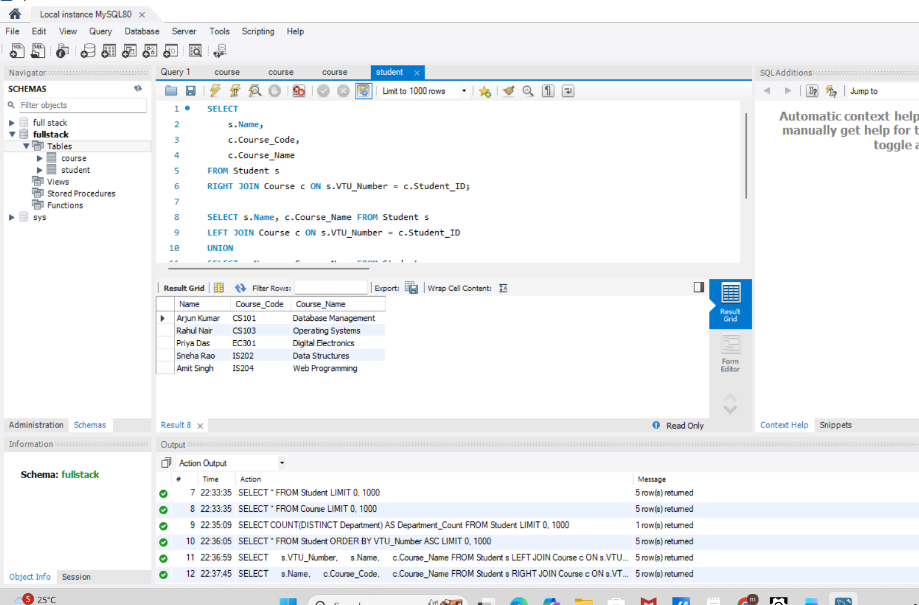 Local instance MySQL80 ×
File Edit View Query Database Server Tools Scripting Help
Navigator
SCHEMAS
Filter objects
full stack
fullstack
Tables
course
student
Views
Stored Procedures
Functions
sys
Administration Schemas
Information
Schema: fullstack
Object Info Session
Query 1 course course course student ×
Limit to 1000 rows
1 SELECT
2 s.Name,
3 c.Course_Code,
4 c.Course_Name
5 FROM Student s
6 RIGHT JOIN Course c ON s.VTU_Number = c.Student_ID;
7
8 SELECT s.Name, c.Course_Name FROM Student s
9 LEFT JOIN Course c ON s.VTU_Number = c.Student_ID
10 UNION
Result Grid Filter Rows: Export: Wrap Cell Content:
Name Course_Code Course_Name
Arjun Kumar CS101 Database Management
Rahul Nair CS103 Operating Systems
Priya Das EC301 Digital Electronics
Sneha Rao IS202 Data Structures
Amit Singh IS204 Web Programming
Result Grid
Form Editor
Result 8 × Read Only
SQLAdditions
Jump to
Automatic context help
manually get help for t
toggle a
Context Help Snippets
Output
Action Output
# Time Action Message
7 22:33:35 SELECT * FROM Student LIMIT 0, 1000 5 row(s) returned
8 22:33:35 SELECT * FROM Course LIMIT 0, 1000 5 row(s) returned
9 22:35:09 SELECT COUNT(DISTINCT Department) AS Department_Count FROM Student LIMIT 0, 1000 1 row(s) returned
10 22:36:05 SELECT * FROM Student ORDER BY VTU_Number ASC LIMIT 0, 1000 5 row(s) returned
11 22:36:59 SELECT s.VTU_Number, s.Name, c.Course_Name FROM Student s LEFT JOIN Course c ON s.VTU... 5 row(s) returned
12 22:37:45 SELECT s.Name, c.Course_Code, c.Course_Name FROM Student s RIGHT JOIN Course c ON s.VT... 5 row(s) returned
5 25°C